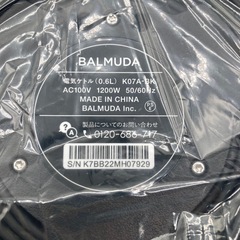 BALMUDA
電気ケトル(0.6L) K07A-BK
AC100V 1200W 50/60Hz
MADE IN CHINA
BALMUDA Inc.
製品についてのお問い合わせ
0120-686-717
S/N K7BB22MH07929